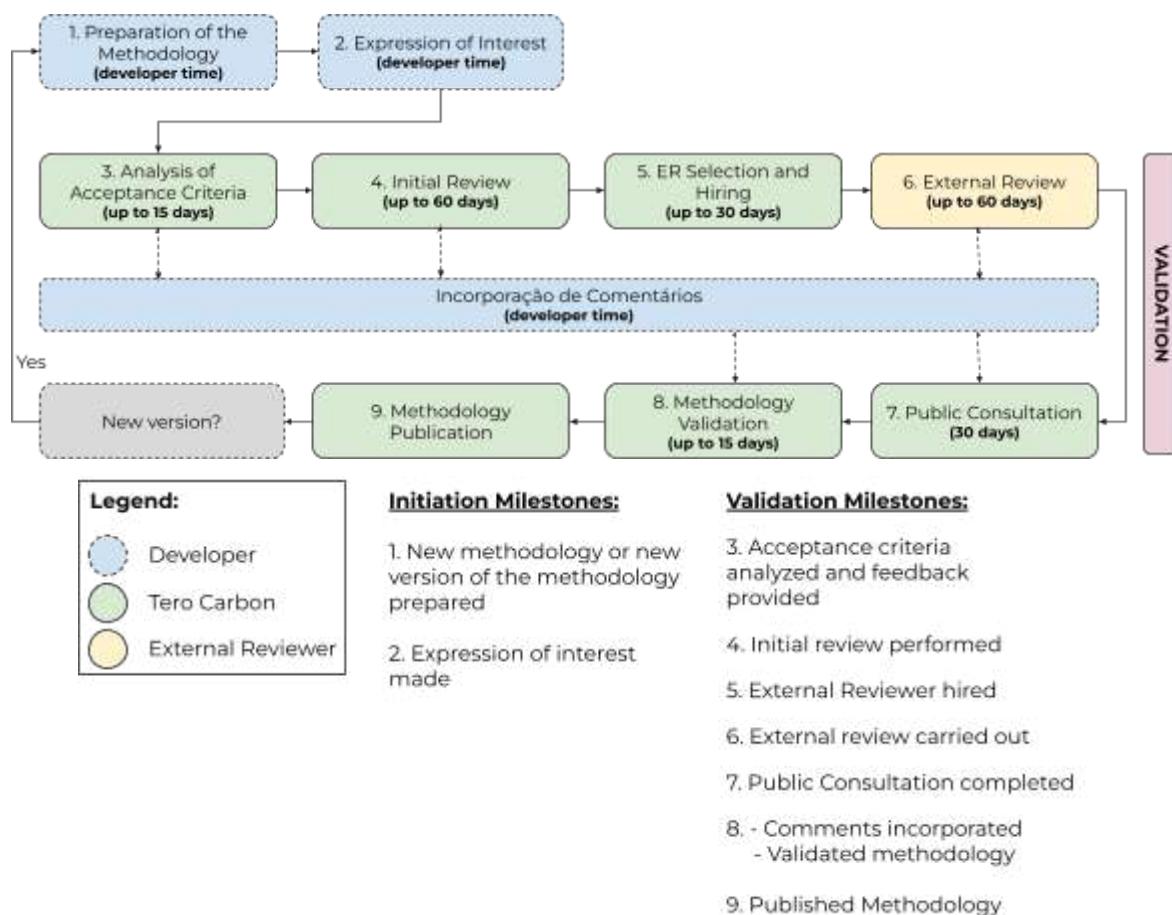 1. Preparation of the
Methodology
(developer time)
2. Expression of Interest
(developer time)
3. Analysis of
Acceptance Criteria
(up to 15 days)
4. Initial Review
(up to 60 days)
5. ER Selection and
Hiring
(up to 30 days)
6. External Review
(up to 60 days)
VALIDATION
Incorporação de Comentários
(developer time)
Yes
New version?
9. Methodology
Publication
8. Methodology
Validation
(up to 15 days)
7. Public Consultation
(30 days)
Legend:
Developer
Tero Carbon
External Reviewer
Initiation Milestones:
1. New methodology or new
version of the methodology
prepared
2. Expression of interest
made
Validation Milestones:
3. Acceptance criteria
analyzed and feedback
provided
4. Initial review performed
5. External Reviewer hired
6. External review carried out
7. Public Consultation completed
8. - Comments incorporated
- Validated methodology
9. Published Methodology